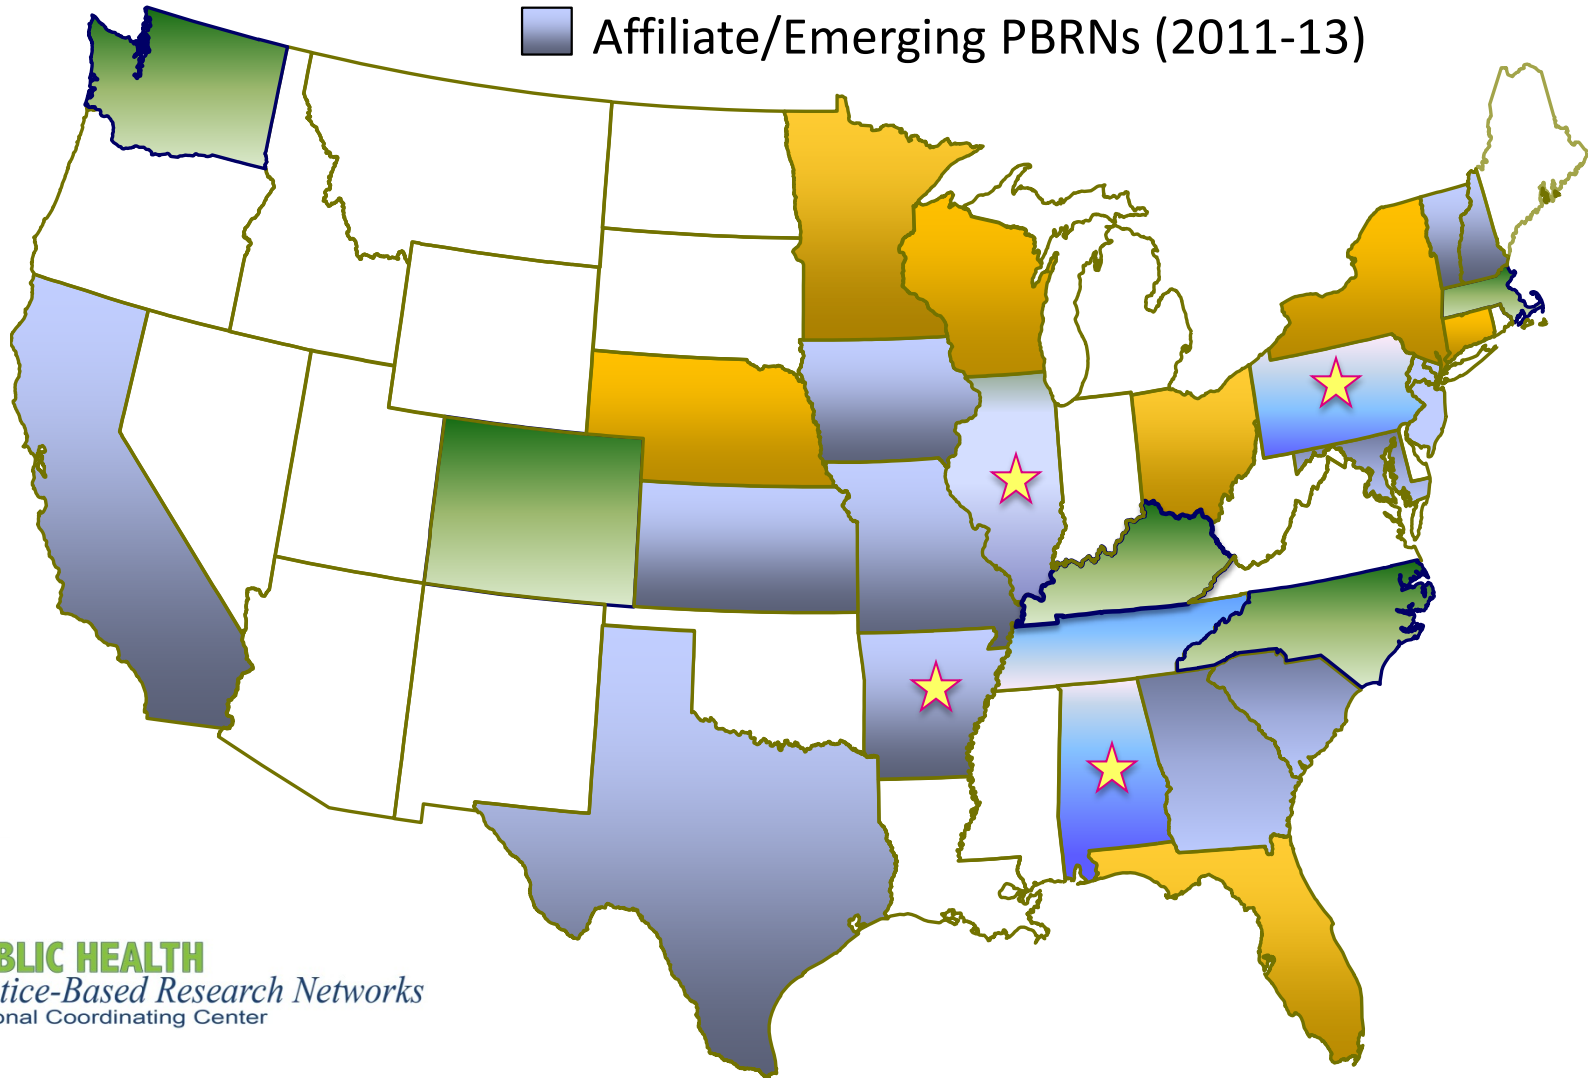 Affiliate/Emerging PBRNs (2011-13)
BLIC HEALTH
tice-Based Research Networks
onal Coordinating Center